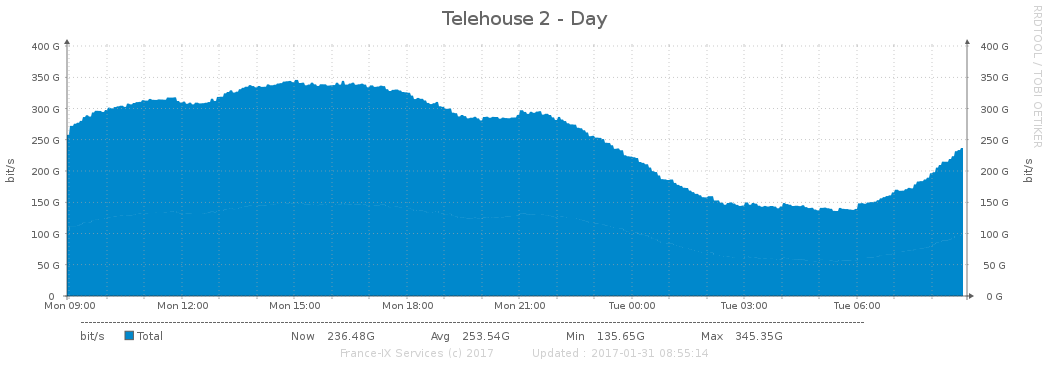 Telehouse 2 - Day
RRDTOOL / TOBI OETIKER
400 G 400 G
350 G 350 G
300 G 300 G
250 G 250 G
200 G 200 G
150 G 150 G
100 G 100 G
50 G 50 G
0 0 G
bit/s bit/s
Mon 09:00 Mon 12:00 Mon 15:00 Mon 18:00 Mon 21:00 Tue 00:00 Tue 03:00 Tue 06:00
bit/s Total Now 236.48G Avg 253.54G Min 135.65G Max 345.35G
France-IX Services (c) 2017 Updated : 2017-01-31 08:55:14